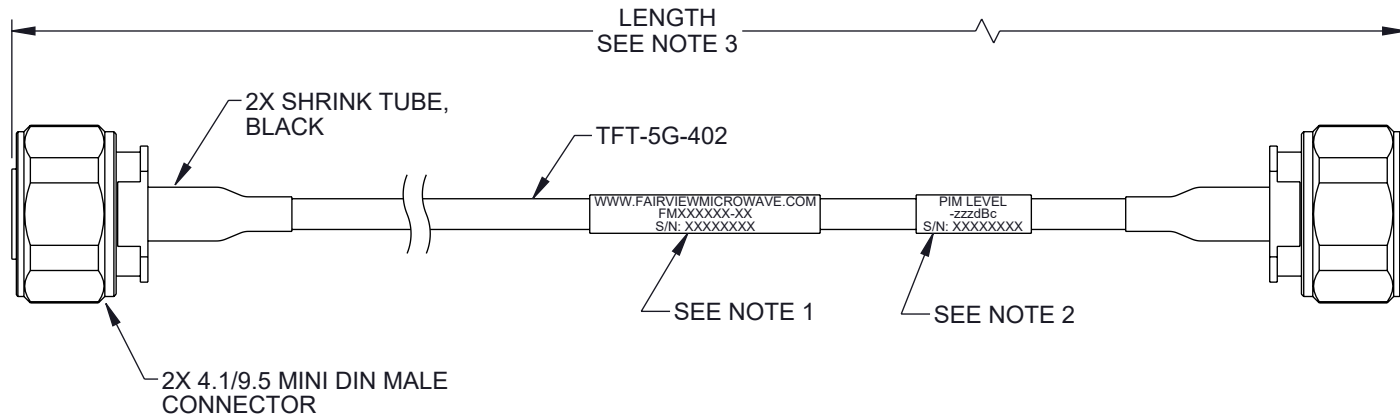 LENGTH
SEE NOTE 3
2X SHRINK TUBE,
BLACK
TFT-5G-402
WWW.FAIRVIEWMICROWAVE.COM
FMXXXXXX-XX
S/N: XXXXXXXX
PIM LEVEL
-zzzdBc
S/N: XXXXXXXX
SEE NOTE 1
SEE NOTE 2
2X 4.1/9.5 MINI DIN MALE
CONNECTOR